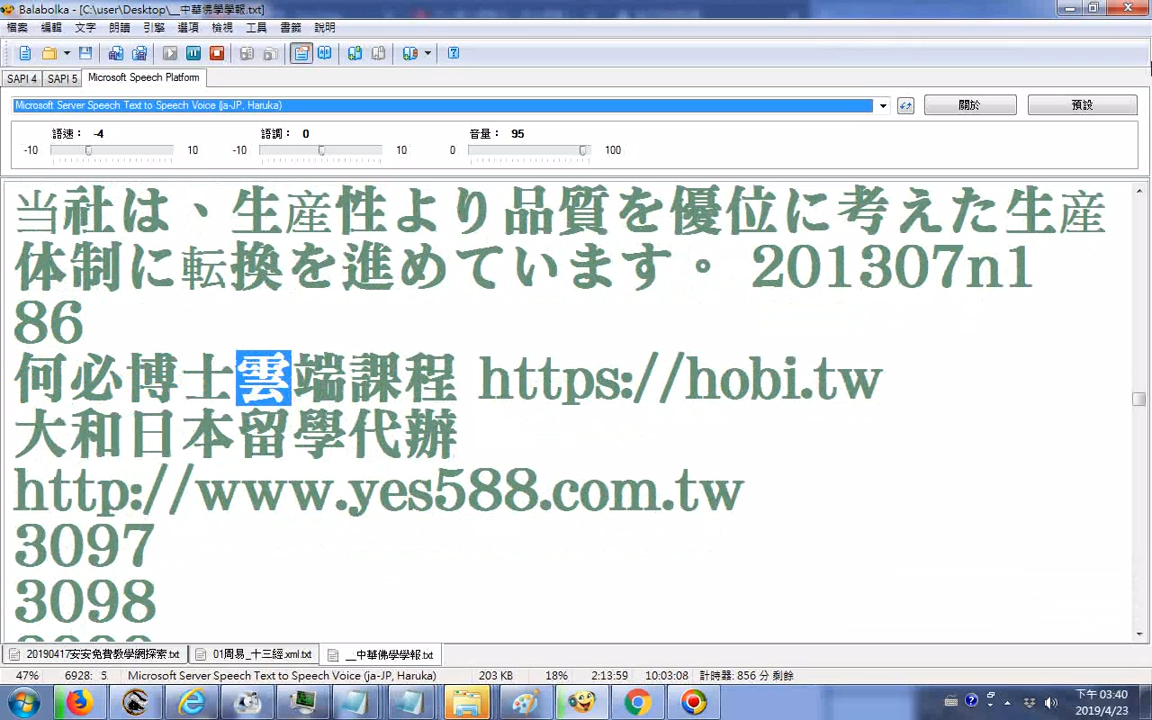 Balabolka - [C:\user\Desktop\__中華佛學學報.txt]
檔案 編輯 文字 朗讀 引擎 選項 檢視 工具 書籤 說明
SAPI 4 SAPI 5 Microsoft Speech Platform
Microsoft Server Speech Text to Speech Voice (ja-JP, Haruka)
關於 預設
語速： -4 語調： 0 音量： 95
-10 10 -10 10 0 100
当社は、生産性より品質を優位に考えた生産
体制に転換を進めています。 201307n1
86
何必博士雲端課程 https://hobi.tw
大和日本留學代辦
http://www.yes588.com.tw
3097
3098
20190417安安免費教學網探索.txt 01周易_十三經.xml.txt __中華佛學學報.txt
47% 6928: 5 Microsoft Server Speech Text to Speech Voice (ja-JP, Haruka) 203 KB 18% 2:13:59 10:03:08 計時器: 856 分 剩餘
下午 03:40
2019/4/23